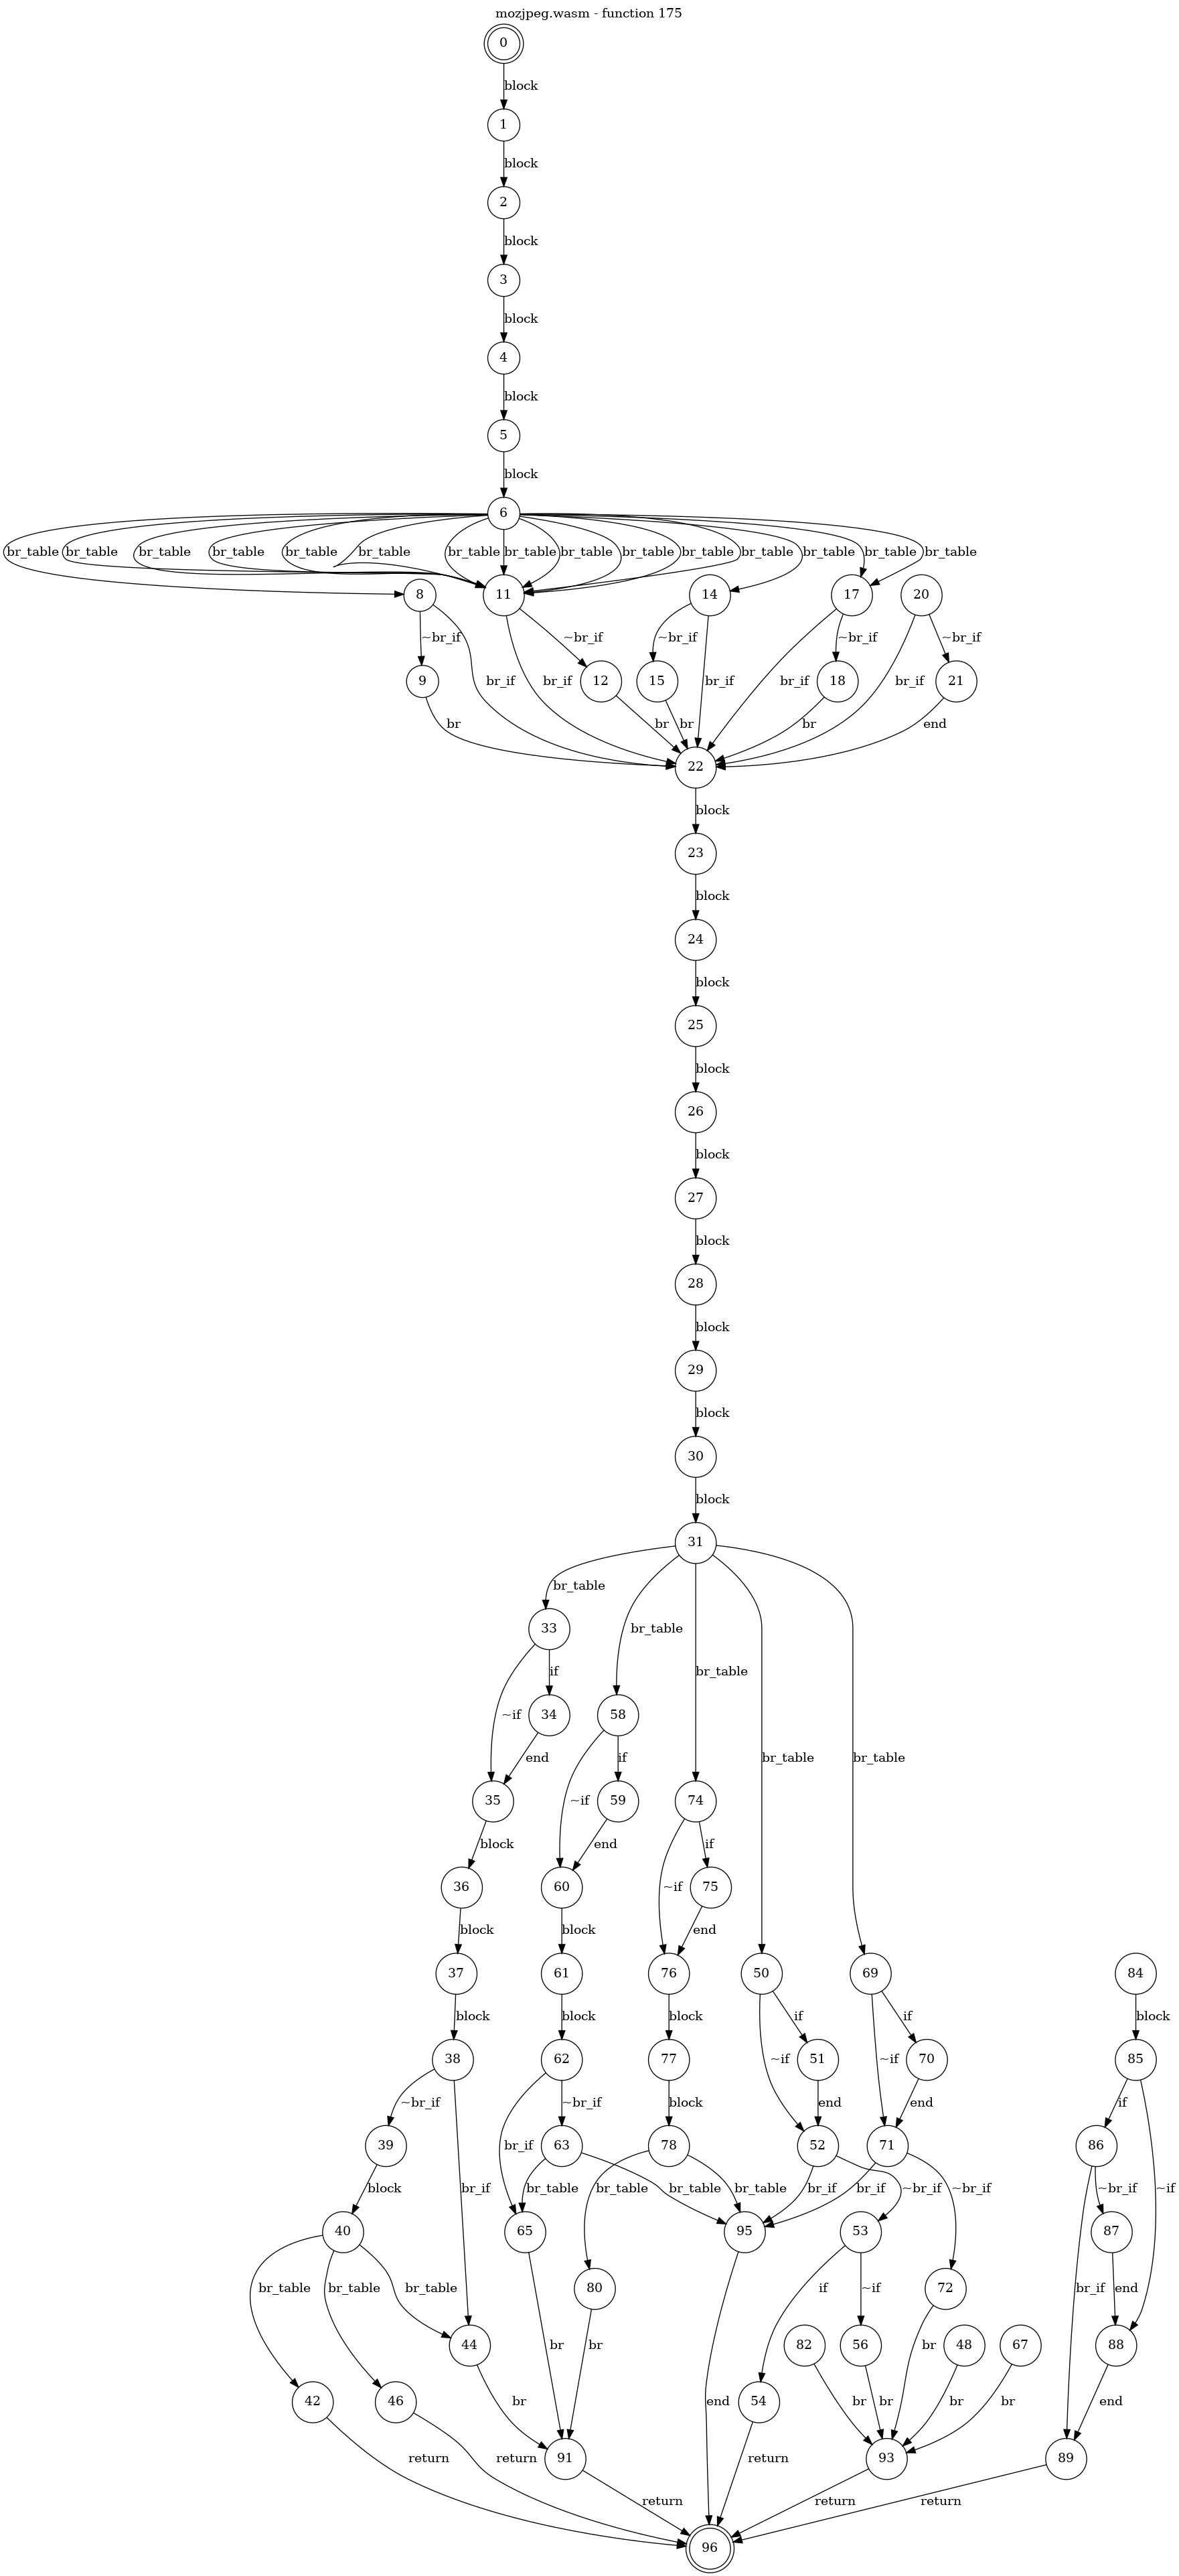 mozjpeg.wasm - function 175
0
block
1
block
2
block
3
block
4
block
5
block
6
br_table br_table br_table br_table br_table br_table br_table br_table br_table br_table br_table br_table br_table br_table br_table
8 11 14 17 20
~br_if ~br_if ~br_if ~br_if ~br_if
br_if br_if br_if br_if br_if
9 12 15 18 21
br br br br end
22
block
23
block
24
block
25
block
26
block
27
block
28
block
29
block
30
block
31
br_table
33
br_table
~if if
34 58
br_table
end ~if if br_table br_table
35 59 74
block end ~if if
36 60 75
block block end
37 61 76 50 69 84
block block block if if block
38 62 77 ~if 51 ~if 70 85
~br_if ~br_if block end end if
39 br_if 63 78 52 71 86 ~if
block br_if br_table br_table br_table br_if ~br_if br_if ~br_if ~br_if
40 65 95 53 87
br_table br_table br_table 80 if ~if 72 br_if end
44 br 82 56 48 67 88
42 46 br br end 54 br br br br br end
return return 91 return 93 89
return return return
96